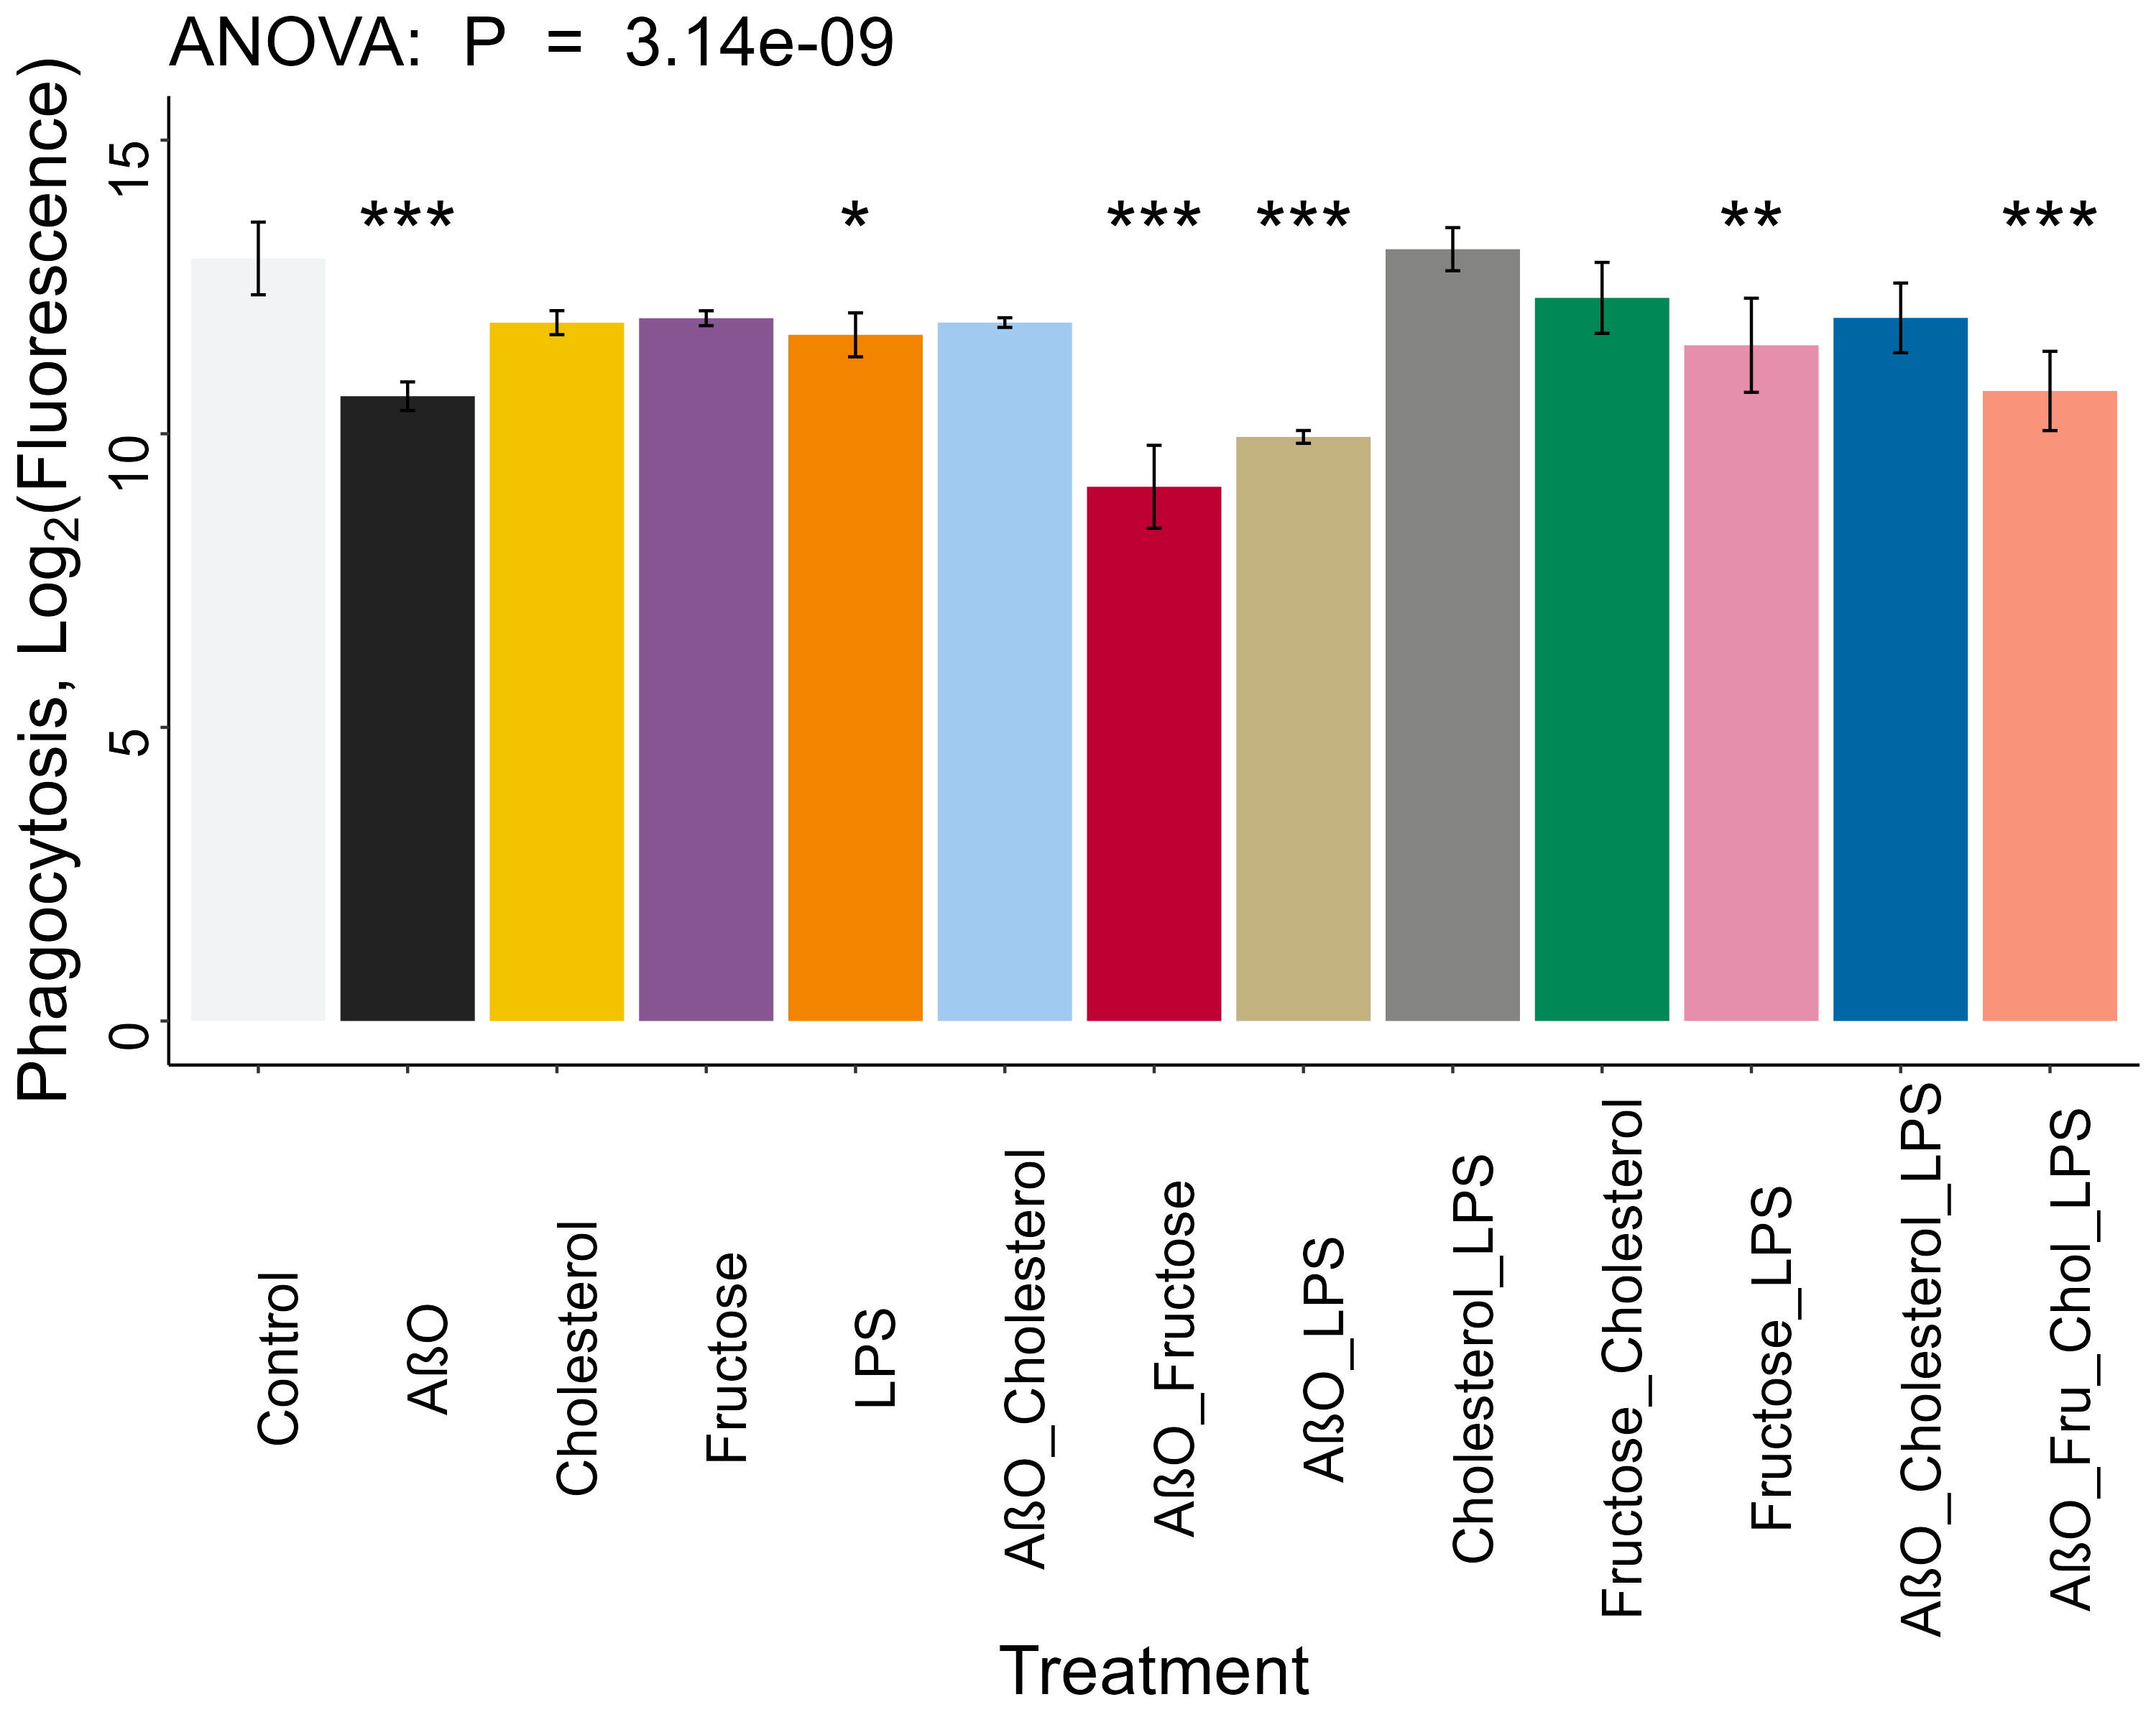 ANOVA: P = 3.14e-09
Phagocytosis, Log₂(Fluorescence)
15
10
5
0
***
*
***
***
**
***
Control
AßO
Cholesterol
Fructose
LPS
AßO_Cholesterol
AßO_Fructose
AßO_LPS
Cholesterol_LPS
Fructose_Cholesterol
Fructose_LPS
AßO_Cholesterol_LPS
AßO_Fru_Chol_LPS
Treatment